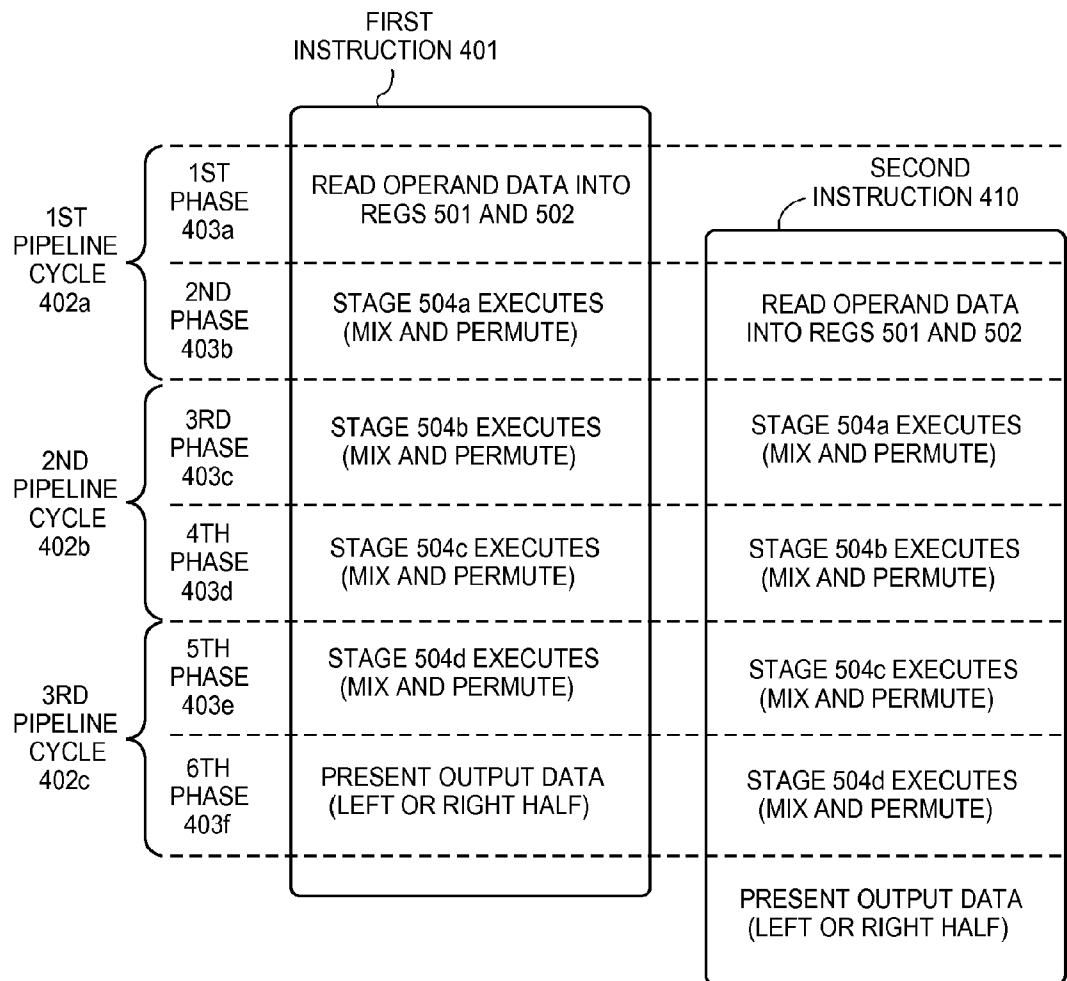 FIRST
INSTRUCTION 401
SECOND
INSTRUCTION 410
1ST
PIPELINE
CYCLE
402a
1ST
PHASE
403a
READ OPERAND DATA INTO
REGS 501 AND 502
2ND
PHASE
403b
STAGE 504a EXECUTES
(MIX AND PERMUTE)
READ OPERAND DATA
INTO REGS 501 AND 502
2ND
PIPELINE
CYCLE
402b
3RD
PHASE
403c
STAGE 504b EXECUTES
(MIX AND PERMUTE)
STAGE 504a EXECUTES
(MIX AND PERMUTE)
4TH
PHASE
403d
STAGE 504c EXECUTES
(MIX AND PERMUTE)
STAGE 504b EXECUTES
(MIX AND PERMUTE)
3RD
PIPELINE
CYCLE
402c
5TH
PHASE
403e
STAGE 504d EXECUTES
(MIX AND PERMUTE)
STAGE 504c EXECUTES
(MIX AND PERMUTE)
6TH
PHASE
403f
PRESENT OUTPUT DATA
(LEFT OR RIGHT HALF)
STAGE 504d EXECUTES
(MIX AND PERMUTE)
PRESENT OUTPUT DATA
(LEFT OR RIGHT HALF)